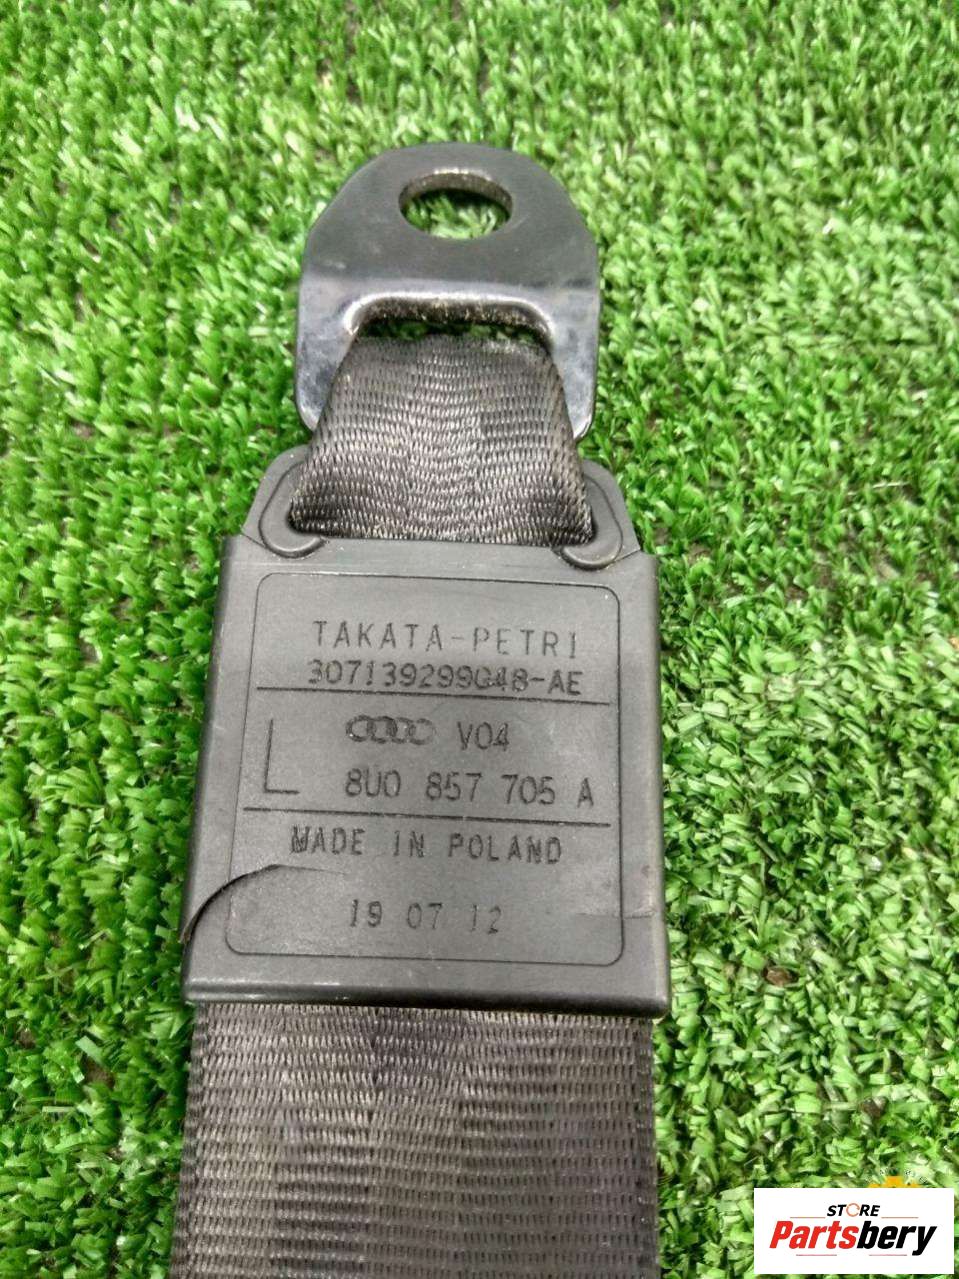 TAKATA-PETRI
307139299048-AE
V04
L
8U0 857 705 A
MADE IN POLAND
19 07 12
STORE
Partsbery